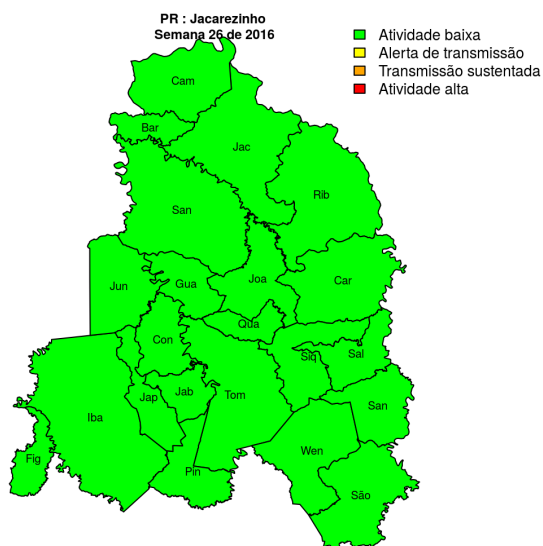 PR : Jacarezinho
Semana 26 de 2016
Atividade baixa
Alerta de transmissão
Transmissão sustentada
Atividade alta
Cam
Bar
Jac
Rib
San
Jun
Gua
Joa
Car
Qua
Con
Siq
Sal
Jap
Jab
Tom
San
Iba
Wen
Fig
Pin
São